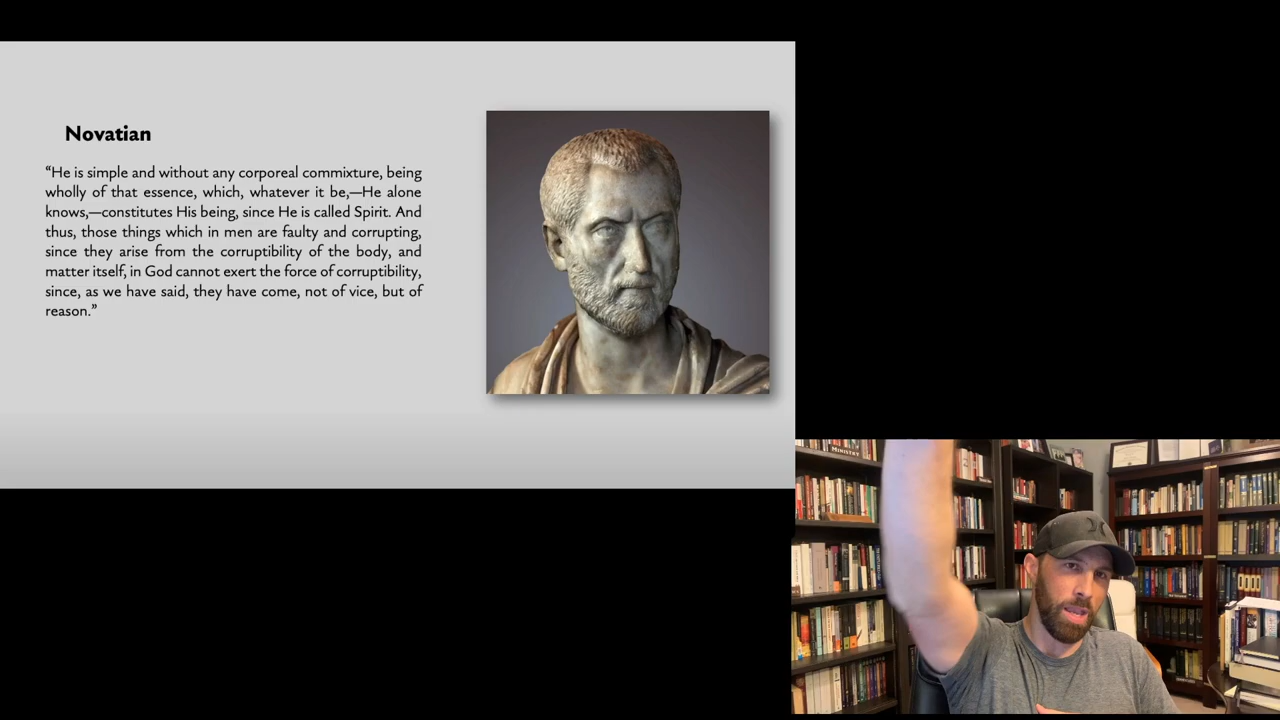 Novatian
“He is simple and without any corporeal commixture, being
wholly of that essence, which, whatever it be,—He alone
knows,—constitutes His being, since He is called Spirit. And
thus, those things which in men are faulty and corrupting,
since they arise from the corruptibility of the body, and
matter itself, in God cannot exert the force of corruptibility,
since, as we have said, they have come, not of vice, but of
reason.”
MINISTRY